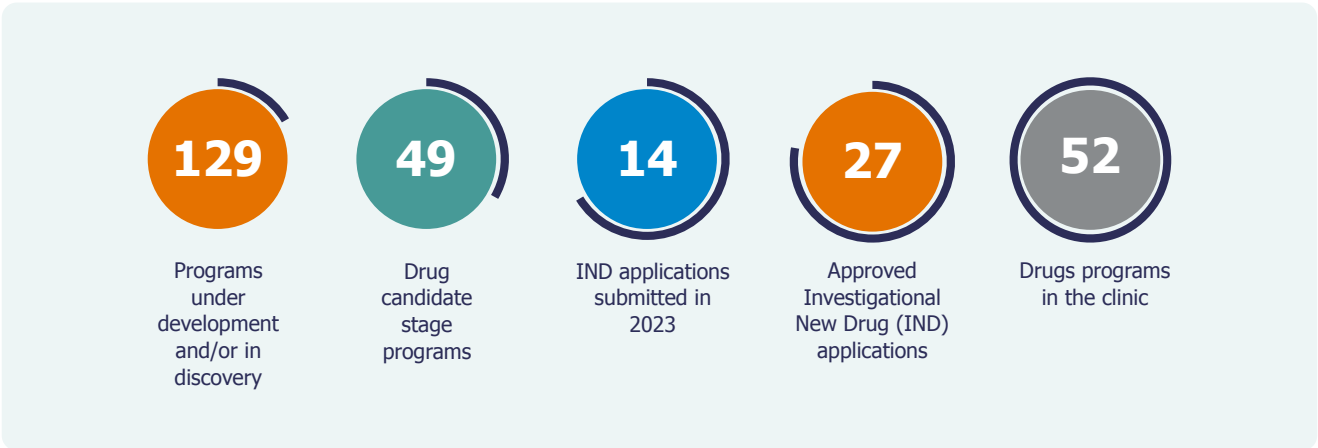 129
Programs
under
development
and/or in
discovery
49
Drug
candidate
stage
programs
14
IND applications
submitted in
2023
27
Approved
Investigational
New Drug (IND)
applications
52
Drugs programs
in the clinic